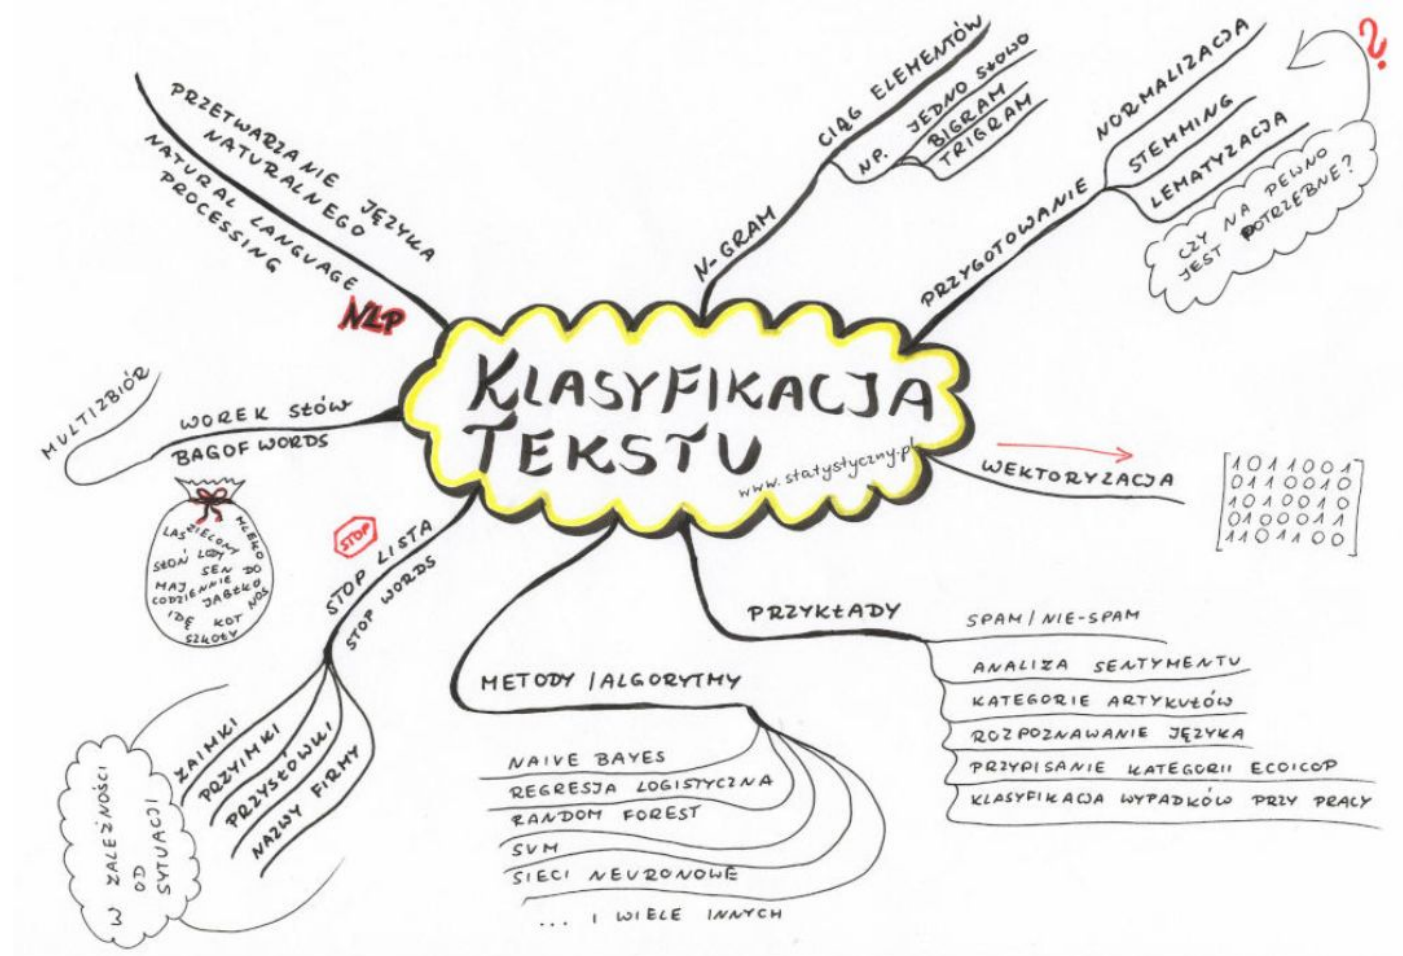 KLASYFIKACJA
TEKSTU
www.statystyczny.pl
PRZETWARZANIE JĘZYKA
NATURALNEGO
NATURAL LANGUAGE
PROCESSING
NLP
N-GRAM
CIĄG ELEMENTÓW
NP.
JEDNO SŁOWO
BIGRAM
TRIGRAM
PRZYGOTOWANIE
NORMALIZACJA
STEMMING
LEMATYZACJA
?
CZY NA PEWNO
JEST POTRZEBNE?
WEKTORYZACJA
1011001
0110010
1010010
0100011
1101100
PRZYKŁADY
SPAM / NIE-SPAM
ANALIZA SENTYMENTU
KATEGORIE ARTYKUŁÓW
ROZPOZNAWANIE JĘZYKA
PRZYPISANIE KATEGORII ECOICOP
KLASYFIKACJA WYPADKÓW PRZY PRACY
METODY / ALGORYTMY
NAIVE BAYES
REGRESJA LOGISTYCZNA
RANDOM FOREST
SVM
SIECI NEURONOWE
... I WIELE INNYCH
STOP
STOP LISTA
STOP WORDS
ZAIMKI
PRZYIMKI
PRZYSŁÓWKI
NAZWY FIRMY
W ZALEŻNOŚCI
OD
SYTUACJI
WOREK SŁÓW
BAG OF WORDS
MULTIZBIÓR
LAS ZIELONY MLEKO
SŁOŃ LODY
SEN DO
MAJ
CODZIENNIE JABŁKO
IDĘ KOT NOS
SZKOŁY